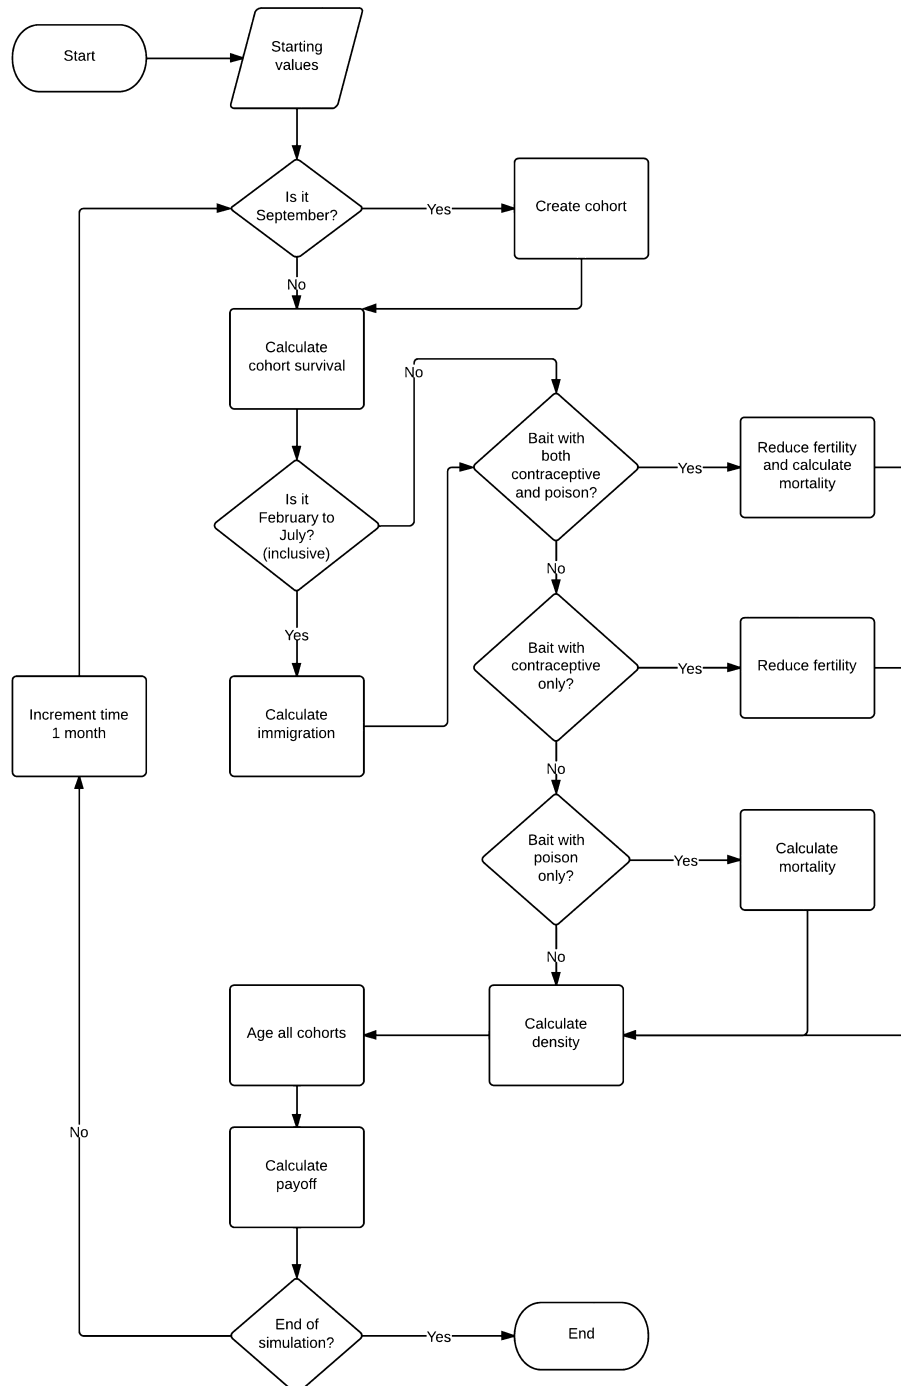 Start
Starting
values
Is it
September?
Yes
Create cohort
No
Calculate
cohort survival
No
Is it
February to
July?
(inclusive)
Yes
Calculate
immigration
Bait with
both
contraceptive
and poison?
Yes
Reduce fertility
and calculate
mortality
No
Bait with
contraceptive
only?
Yes
Reduce fertility
No
Bait with
poison
only?
Yes
Calculate
mortality
No
Calculate
density
Age all cohorts
Calculate
payoff
End of
simulation?
Yes
End
No
Increment time
1 month